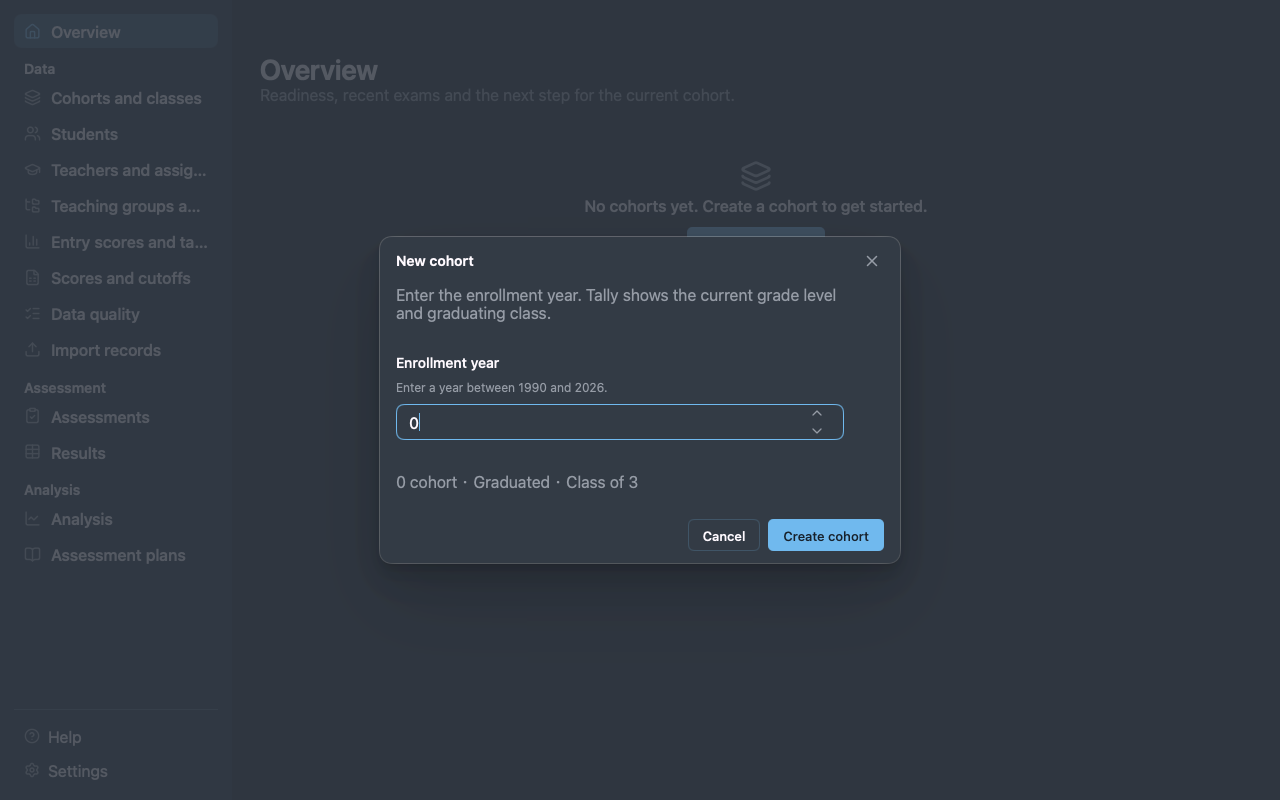 Overview
Data
Cohorts and classes
Students
Teachers and assig...
Teaching groups a...
Entry scores and ta...
Scores and cutoffs
Data quality
Import records
Assessment
Assessments
Results
Analysis
Analysis
Assessment plans
Help
Settings
Overview
Readiness, recent exams and the next step for the current cohort.
No cohorts yet. Create a cohort to get started.
New cohort
Enter the enrollment year. Tally shows the current grade level
and graduating class.
Enrollment year
Enter a year between 1990 and 2026.
0
0 cohort · Graduated · Class of 3
Cancel
Create cohort